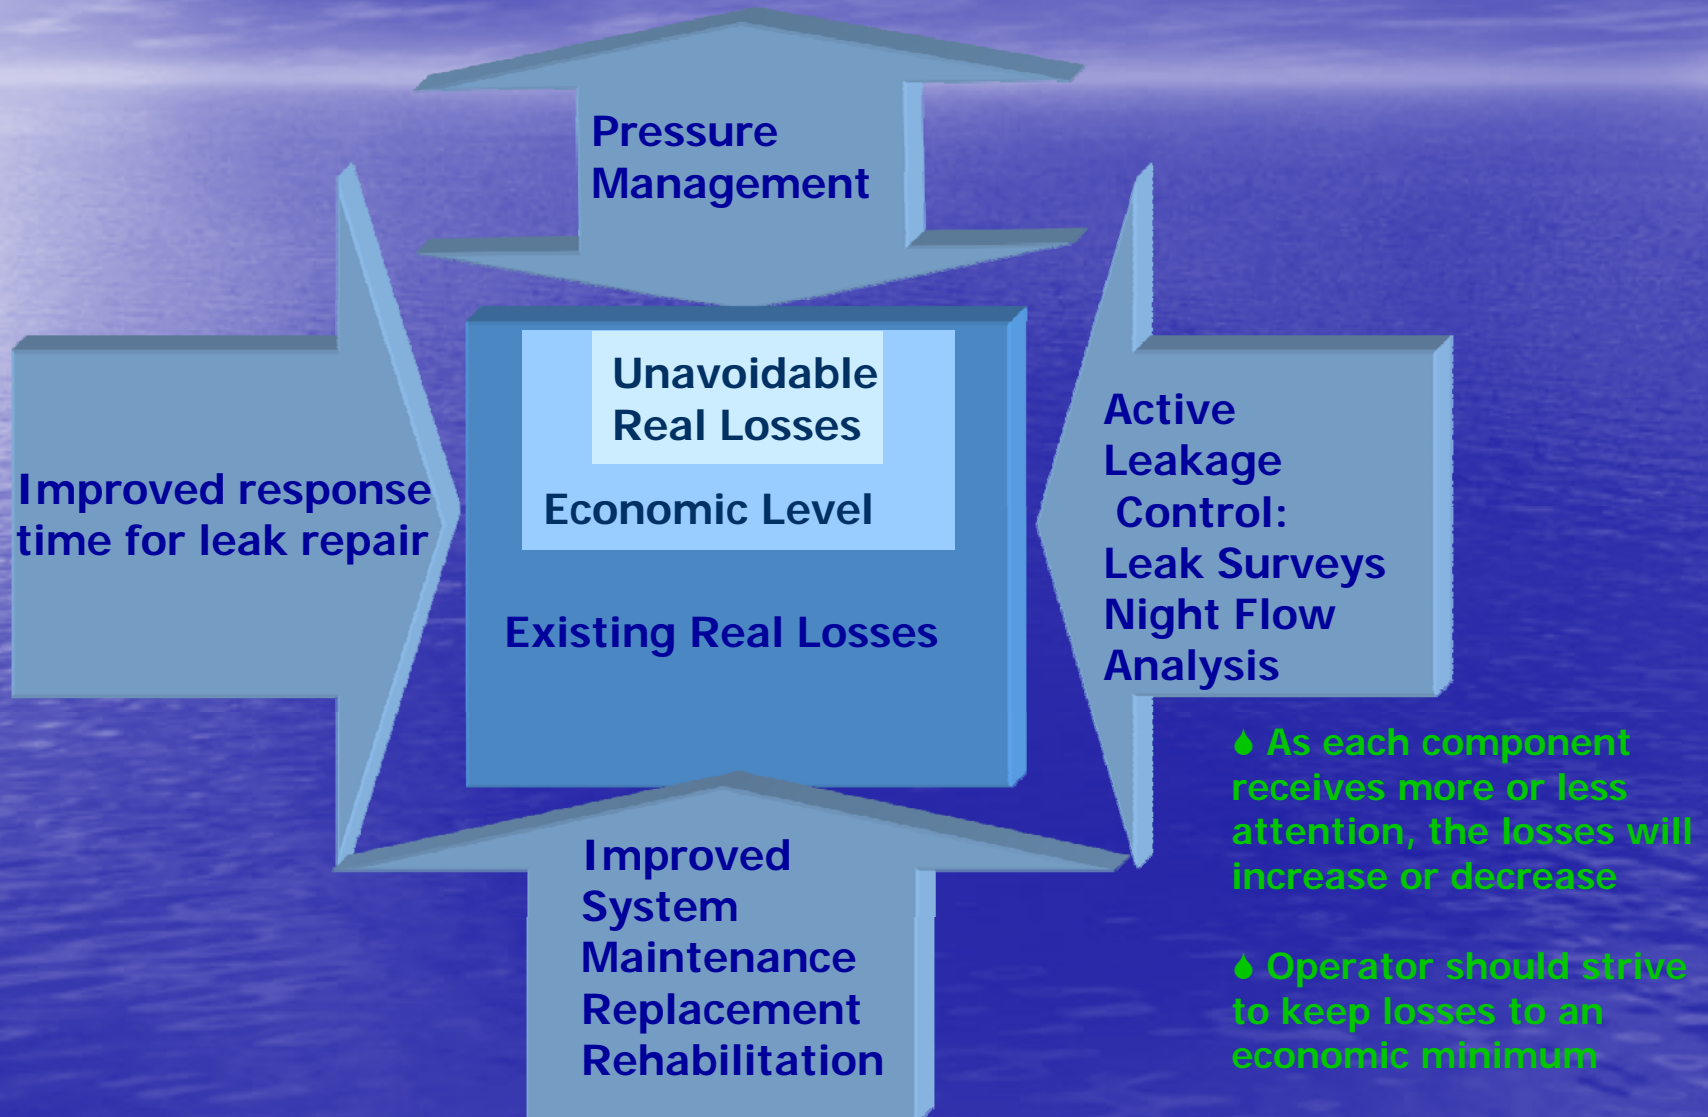 Pressure
Management
Unavoidable
Real Losses
Economic Level
Existing Real Losses
Improved response
time for leak repair
Active
Leakage
Control:
Leak Surveys
Night Flow
Analysis
Improved
System
Maintenance
Replacement
Rehabilitation
As each component
receives more or less
attention, the losses will
increase or decrease
Operator should strive
to keep losses to an
economic minimum